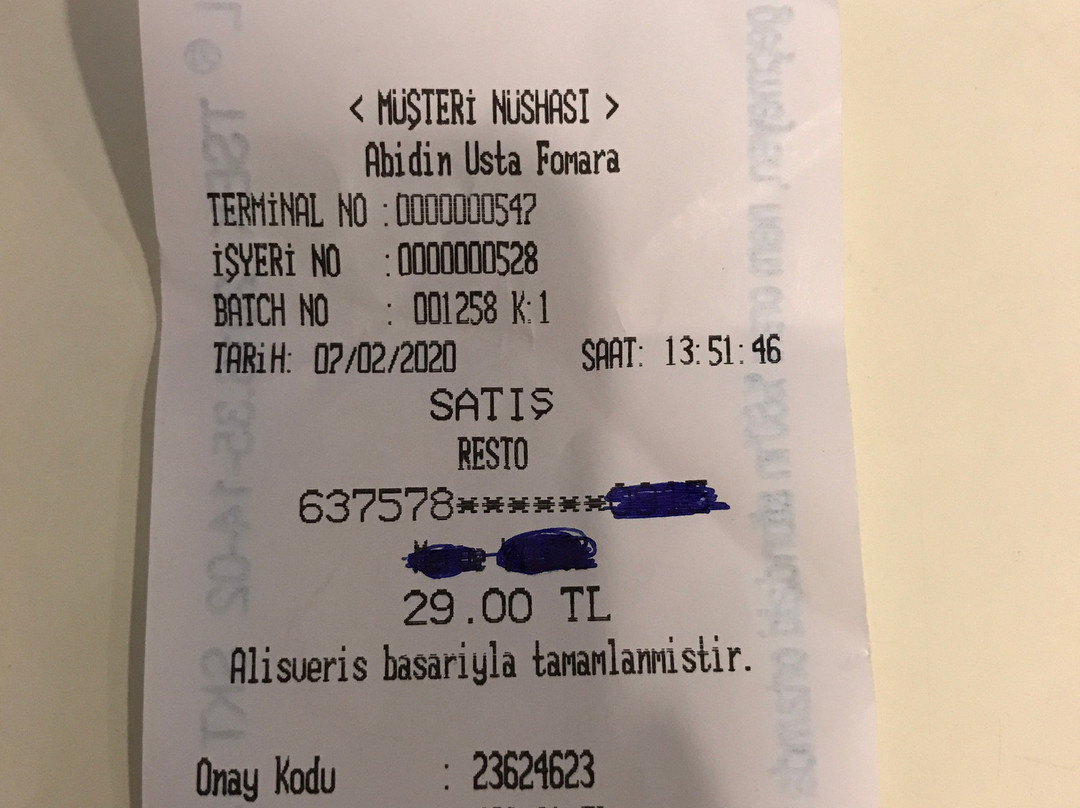 < MÜŞTERİ NÜSHASI >
Abidin Usta Fomara
TERMİNAL NO :0000000547
İŞYERİ NO :0000000528
BATCH NO : 001258 K:1
TARİH: 07/02/2020 SAAT: 13:51:46
SATIŞ
RESTO
637578******
29.00 TL
Alisveris basariyla tamamlanmistir.
Onay Kodu : 23624623